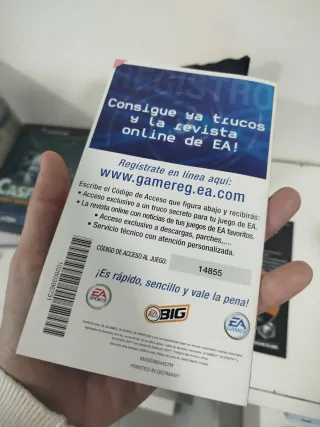 REGISTRO
Consigue ya trucos
y la revista
online de EA!
Regístrate en línea aquí:
www.gamereg.ea.com
Escribe el Código de Acceso que figura abajo y recibirás:
• Acceso exclusivo a un truco secreto para tu juego de EA.
• La revista online con noticias de tus juegos de EA favoritos.
• Acceso exclusivo a descargas, parches,....
• Servicio técnico con atención personalizada.
CÓDIGO DE ACCESO AL JUEGO:
14855
¡Es rápido, sencillo y vale la pena!
EA SPORTS
EA SPORTS BIG
EA GAMES
PRINTED IN GERMANY